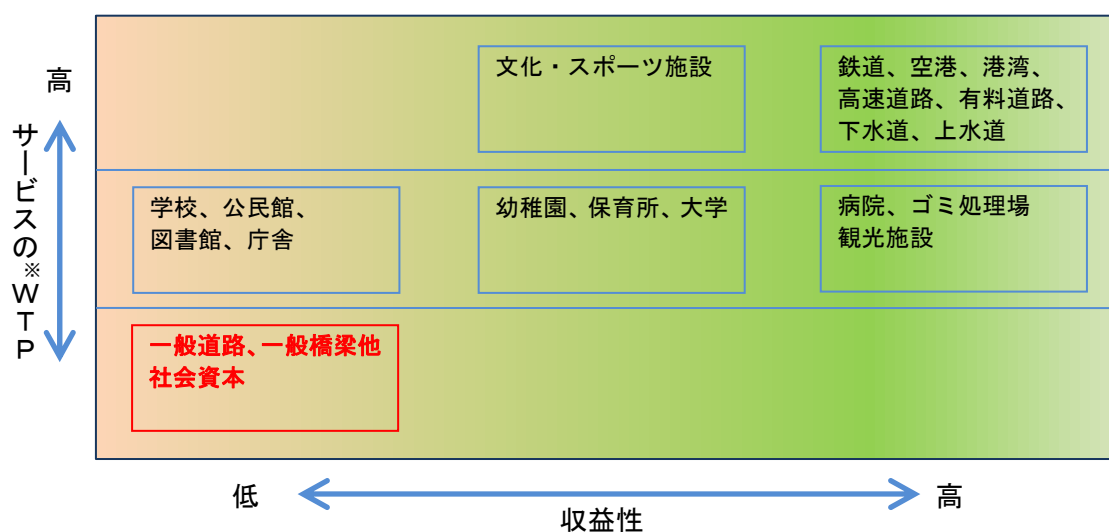 高
サービスの※WTP
文化・スポーツ施設
鉄道、空港、港湾、
高速道路、有料道路、
下水道、上水道
学校、公民館、
図書館、庁舎
幼稚園、保育所、大学
病院、ゴミ処理場
観光施設
一般道路、一般橋梁他
社会資本
低
高
収益性